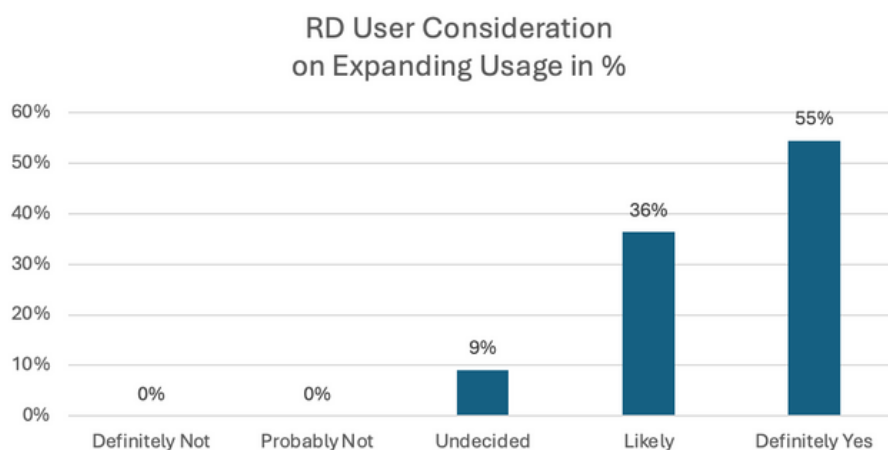 RD User Consideration
on Expanding Usage in %
60%
50%
40%
30%
20%
10%
0%
0%
0%
9%
36%
55%
Definitely Not
Probably Not
Undecided
Likely
Definitely Yes